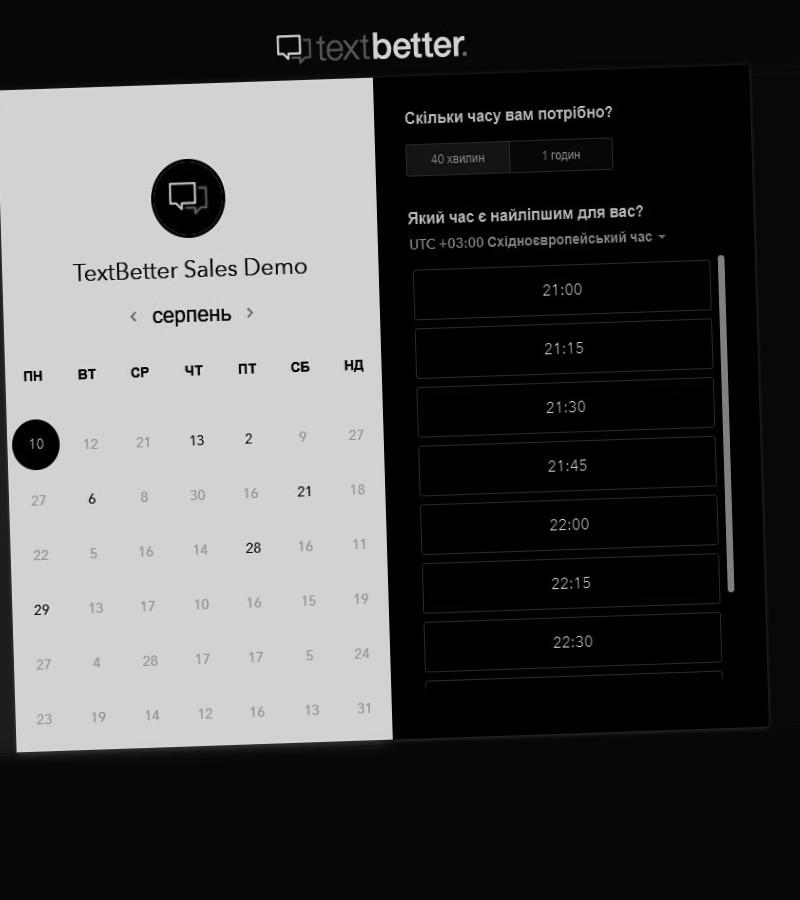 textbetter.
TextBetter Sales Demo
серпень
ПН ВТ СР ЧТ ПТ СБ НД
10 12 21 13 2 9 27
27 6 8 30 16 21 18
22 5 16 14 28 16 11
29 13 17 10 16 15 19
27 4 28 17 17 5 24
23 19 14 12 16 13 31
Скільки часу вам потрібно?
40 хвилин 1 годин
Який час є найліпшим для вас?
UTC +03:00 Східноєвропейський час
21:00
21:15
21:30
21:45
22:00
22:15
22:30